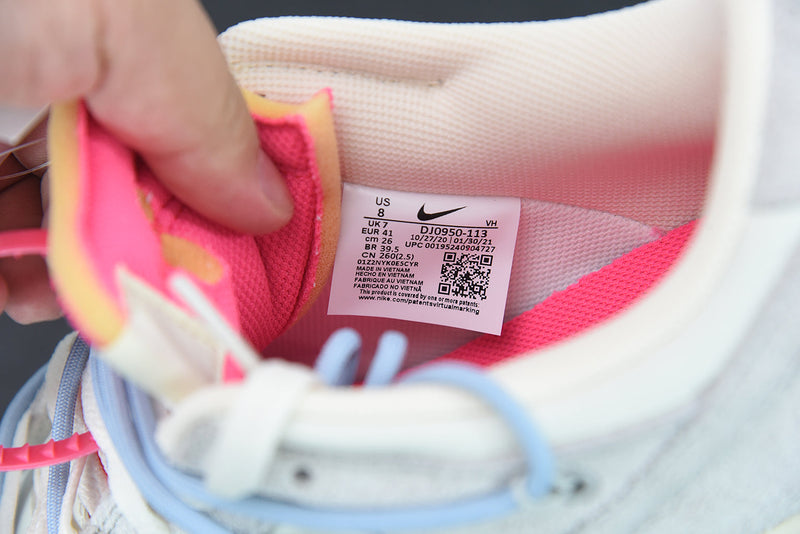 US
8
UK 7
EUR 41
cm 26
BR 39.5
CN 260(2.5)
VH
DJ0950-113
10/27/20 01/30/21
UPC 00195240904727
01Z2NYK0E5CYR
MADE IN VIETNAM
HECHO EN VIETNAM
FABRIQUE AU VIETNAM
FABRICADO NO VIETNÃ
This product is covered by one or more patents.
www.nike.com/patentsvirtualmarking